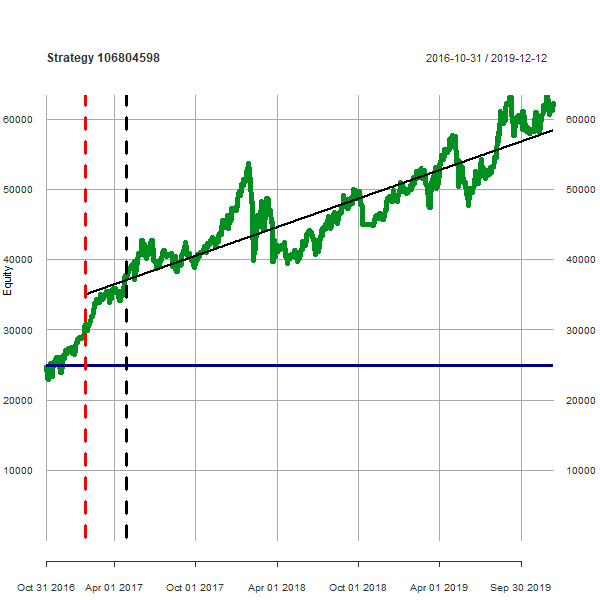 Strategy 106804598 2016-10-31 / 2019-12-12
60000 60000
50000 50000
40000 40000
Equity
30000 30000
20000 20000
10000 10000
Oct 31 2016 Apr 01 2017 Oct 01 2017 Apr 01 2018 Oct 01 2018 Apr 01 2019 Sep 30 2019